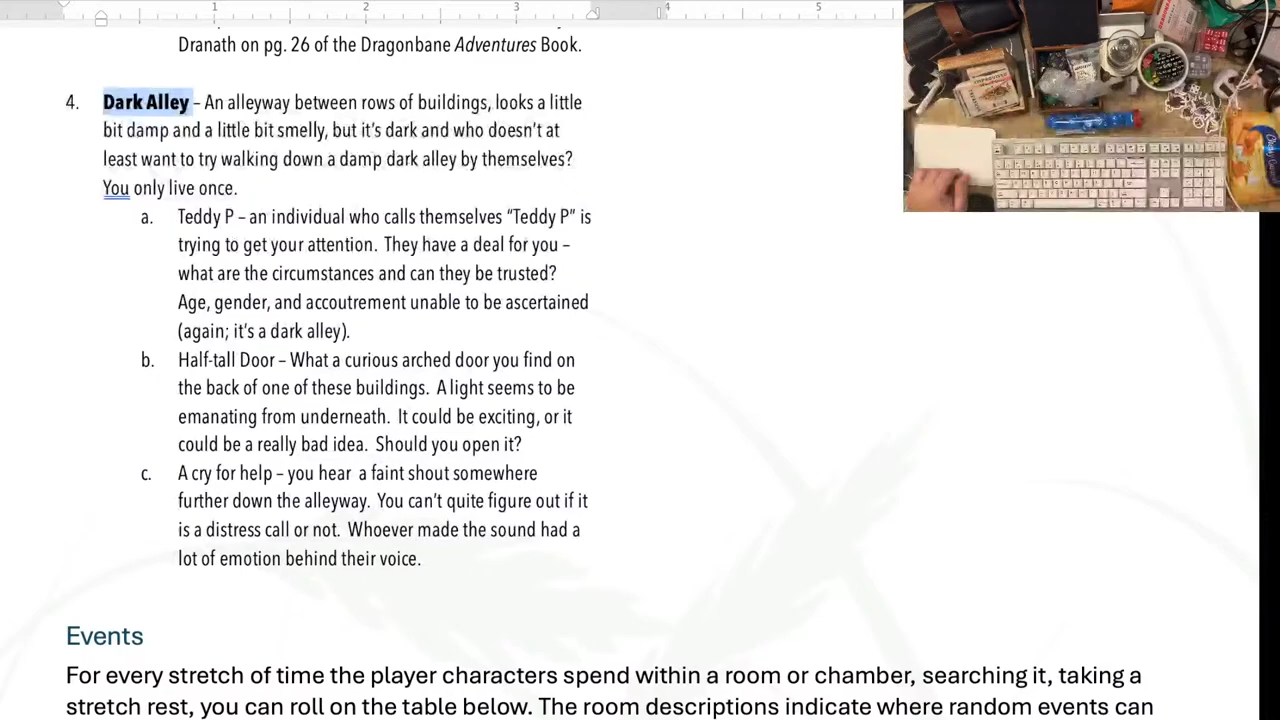 1 2 3 4 5
Dranath on pg. 26 of the Dragonbane Adventures Book.
4. Dark Alley – An alleyway between rows of buildings, looks a little
bit damp and a little bit smelly, but it's dark and who doesn't at
least want to try walking down a damp dark alley by themselves?
You only live once.
a. Teddy P – an individual who calls themselves "Teddy P" is
trying to get your attention. They have a deal for you –
what are the circumstances and can they be trusted?
Age, gender, and accoutrement unable to be ascertained
(again; it's a dark alley).
b. Half-tall Door – What a curious arched door you find on
the back of one of these buildings. A light seems to be
emanating from underneath. It could be exciting, or it
could be a really bad idea. Should you open it?
c. A cry for help – you hear a faint shout somewhere
further down the alleyway. You can't quite figure out if it
is a distress call or not. Whoever made the sound had a
lot of emotion behind their voice.
Events
For every stretch of time the player characters spend within a room or chamber, searching it, taking a
stretch rest, you can roll on the table below. The room descriptions indicate where random events can